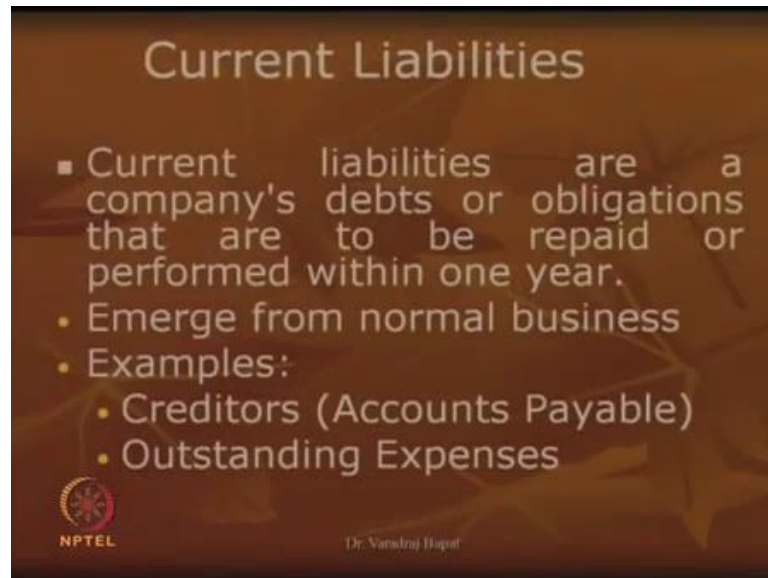 Current Liabilities
▪ Current liabilities are a
company's debts or obligations
that are to be repaid or
performed within one year.
• Emerge from normal business
• Examples:
• Creditors (Accounts Payable)
• Outstanding Expenses
NPTEL
Dr. Varadraj Bapat